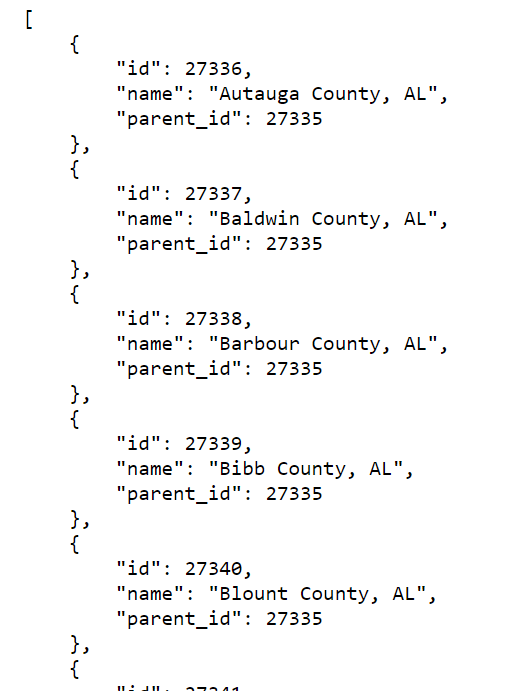 [
    {
        "id": 27336,
        "name": "Autauga County, AL",
        "parent_id": 27335
    },
    {
        "id": 27337,
        "name": "Baldwin County, AL",
        "parent_id": 27335
    },
    {
        "id": 27338,
        "name": "Barbour County, AL",
        "parent_id": 27335
    },
    {
        "id": 27339,
        "name": "Bibb County, AL",
        "parent_id": 27335
    },
    {
        "id": 27340,
        "name": "Blount County, AL",
        "parent_id": 27335
    },
    {